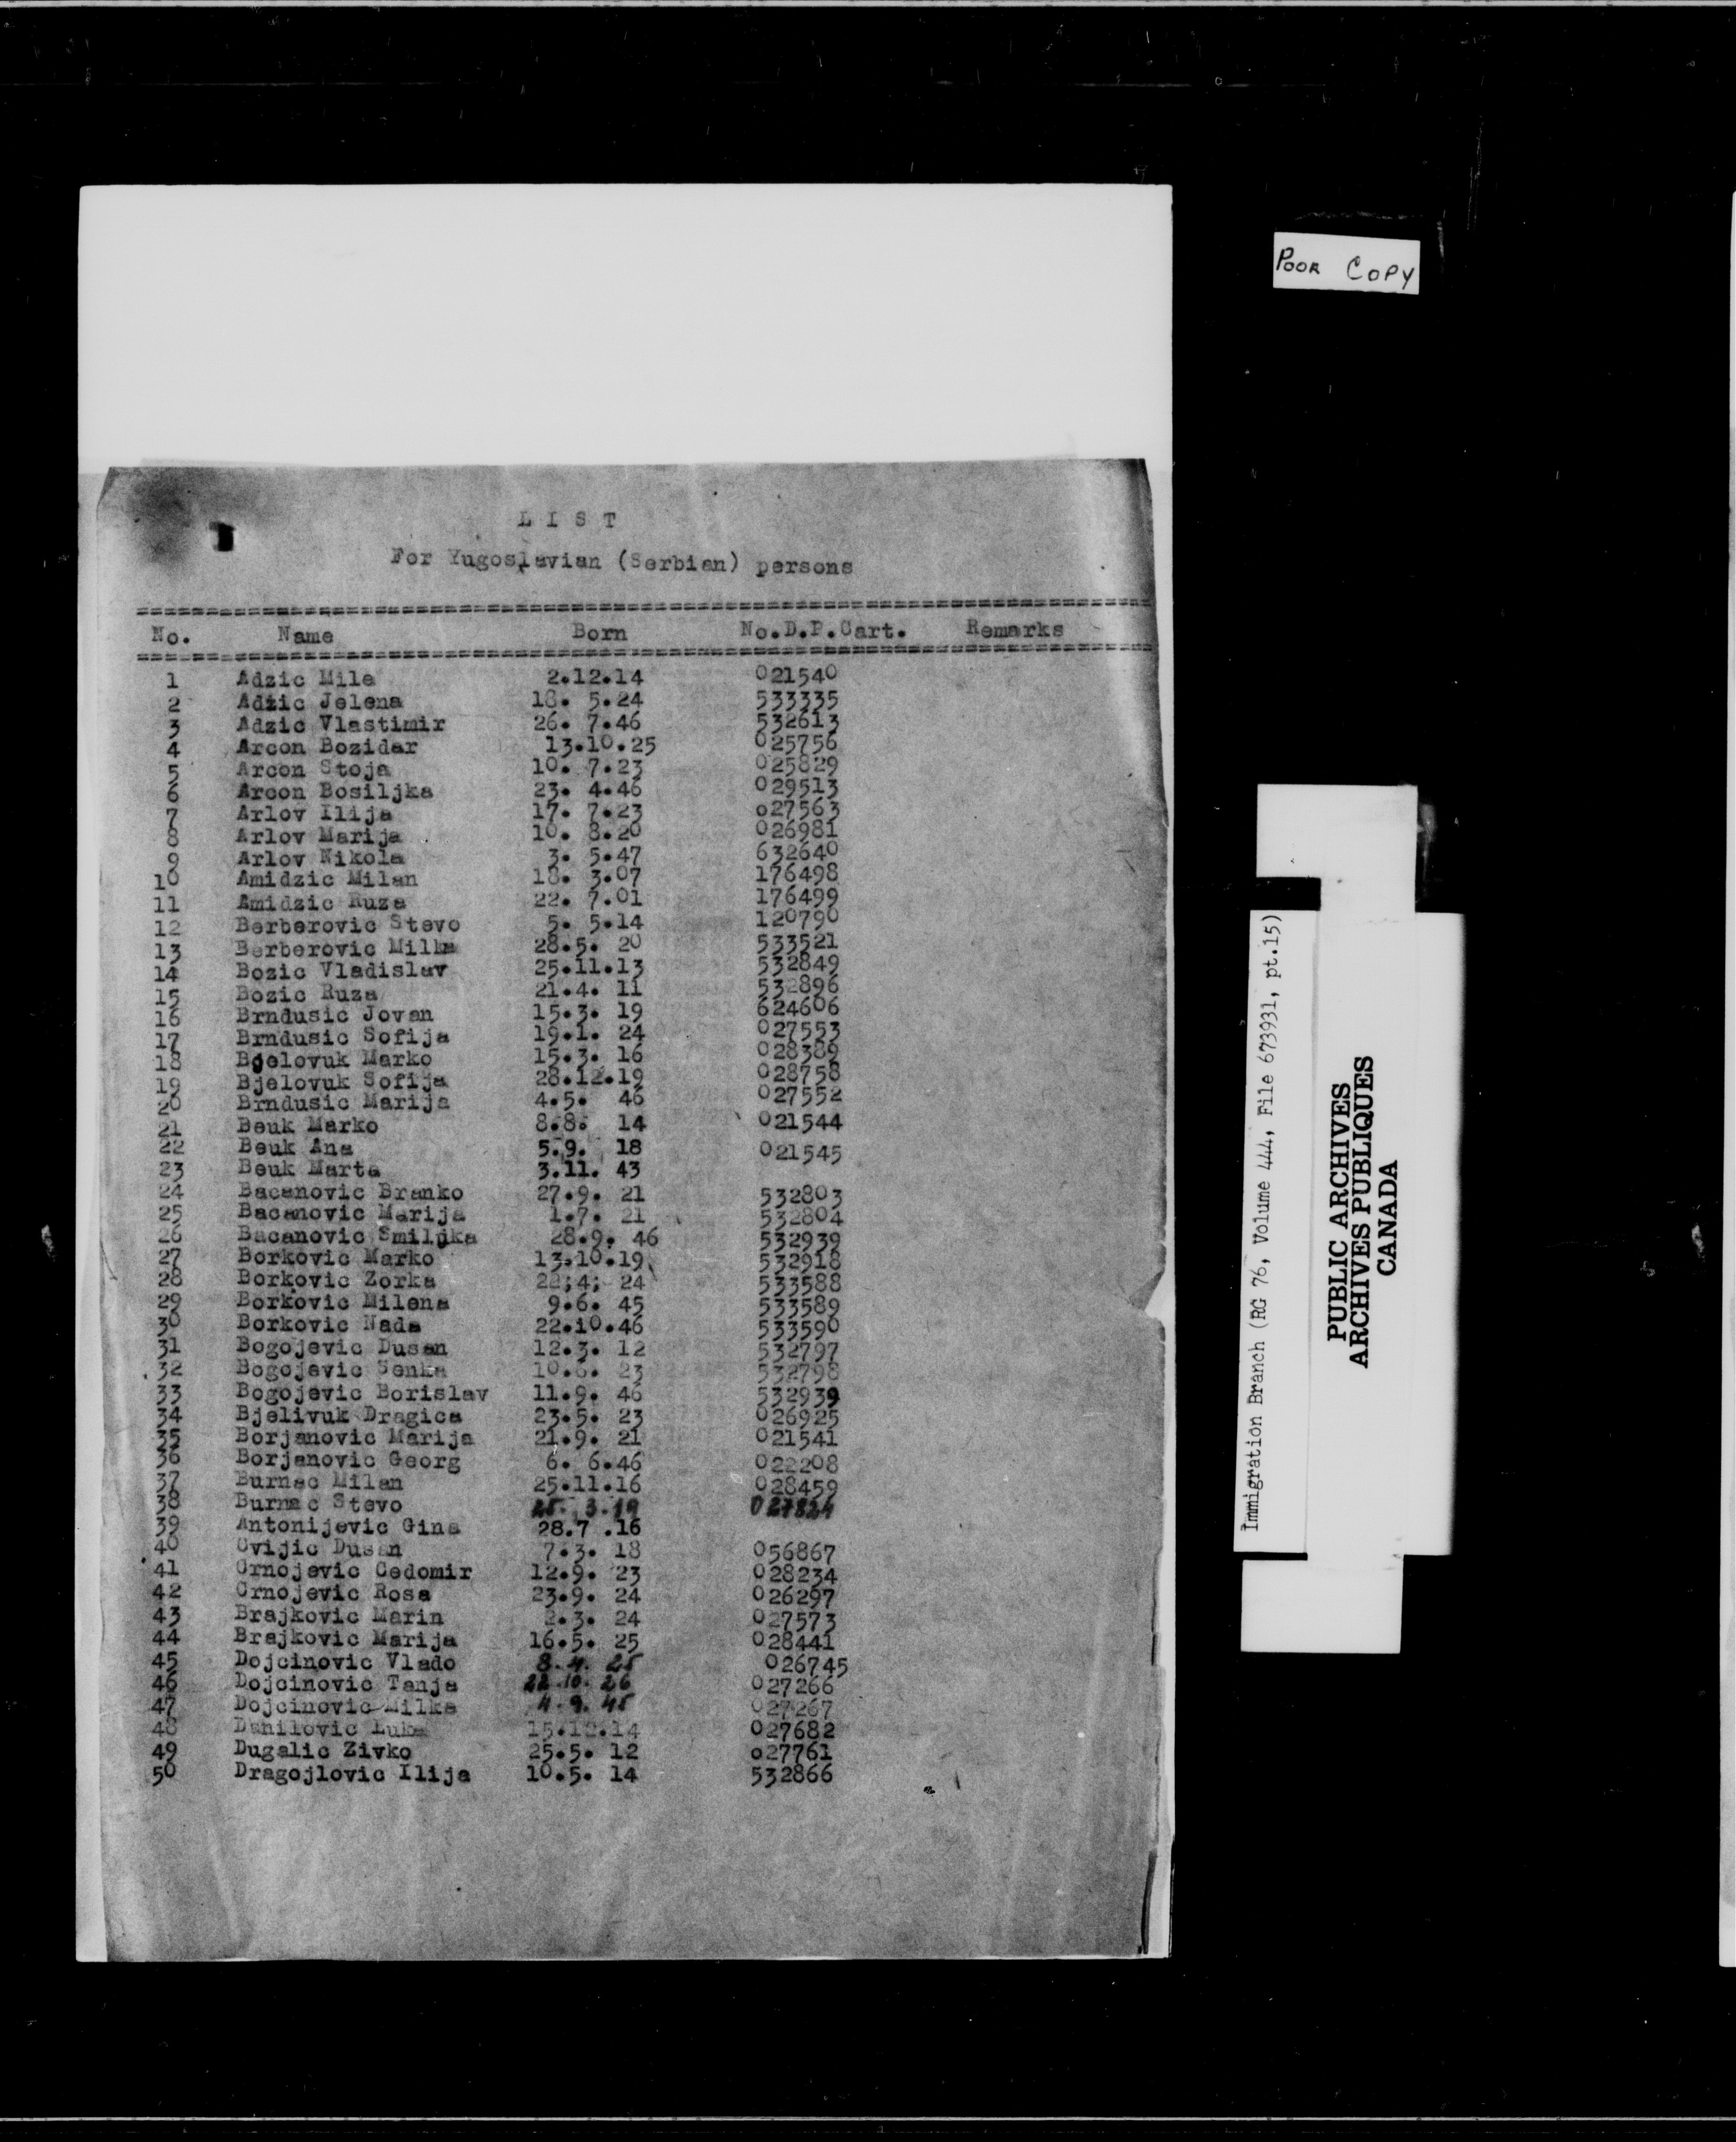 POOR COPY
LIST
For Yugoslavian (Serbian) persons
No. Name Born No.D.P.Cart. Remarks
1 Adzic Mile 2.12.14 021540
2 Adzic Jelena 18. 5.24 533335
3 Adzic Vlastimir 26. 7.46 532613
4 Arcon Bozidar 13.10.25 025756
5 Arcon Stoja 10. 7.23 025829
6 Arcon Bosiljka 23. 4.46 029513
7 Arlov Ilija 17. 7.23 o27563
8 Arlov Marija 10. 8.20 026981
9 Arlov Nikola 3. 5.47 632640
10 Amidzic Milan 18. 3.07 176498
11 Amidzic Ruza 22. 7.01 176499
12 Berberovic Stevo 5. 5.14 120790
13 Berberovic Milka 28.5. 20 533521
14 Bozic Vladislav 25.11.13 532849
15 Bozic Ruza 21.4. 11 532896
16 Brndusic Jovan 15.3. 19 624606
17 Brndusic Sofija 19.1. 24 027553
18 Bjelovuk Marko 15.3. 16 028389
19 Bjelovuk Sofija 28.12.19 028758
20 Brndusic Marija 4.5. 46 027552
21 Beuk Marko 8.8. 14 021544
22 Beuk Ana 5.9. 18 021545
23 Beuk Marta 3.11. 43
24 Bacanovic Branko 27.9. 21 532803
25 Bacanovic Marija 1.7. 21 532804
26 Bacanovic Smiljka 28.9. 46 532939
27 Borkovic Marko 13.10.19 532918
28 Borkovic Zorka 22;4; 24 533588
29 Borkovic Milena 9.6. 45 533589
30 Borkovic Nada 22.10.46 533590
31 Bogojevic Dusan 12.3. 12 532797
32 Bogojevic Senka 10.6. 23 532798
33 Bogojevic Borislav 11.9. 46 532939
34 Bjelivuk Dragica 23.5. 23 026925
35 Borjanovic Marija 21.9. 21 021541
36 Borjanovic Georg 6. 6.46 022208
37 Burnac Milan 25.11.16 028459
38 Burnac Stevo
39 Antonijevic Gina 28.7 .16
40 Cvijic Dusan 7.3. 18 056867
41 Crnojevic Cedomir 12.9. 23 028234
42 Crnojevic Rosa 23.9. 24 026297
43 Brajkovic Marin 2.3. 24 027573
44 Brajkovic Marija 16.5. 25 028441
45 Dojcinovic Vlado 8.4. 25 026745
46 Dojcinovic Tanja 22.10.26 027266
47 Dojcinovic Milka 4.9.45 027267
48 Danilovic Luka 15.12.14 027682
49 Dugalic Zivko 25.5. 12 o27761
50 Dragojlovic Ilija 10.5. 14 532866
Immigration Branch (RG 76, Volume 444, File 673931, pt.15)
PUBLIC ARCHIVES
ARCHIVES PUBLIQUES
CANADA